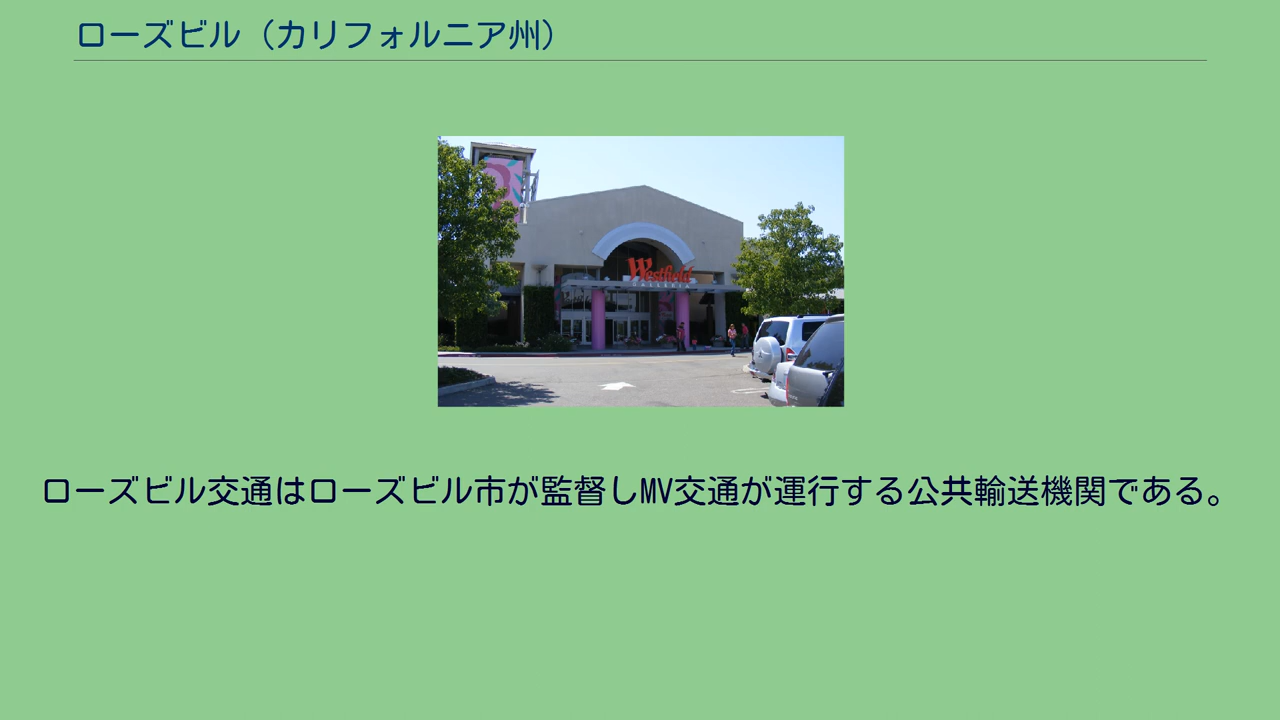 ローズビル（カリフォルニア州）
Westfield
GALLERIA
ローズビル交通はローズビル市が監督しMV交通が運行する公共輸送機関である。